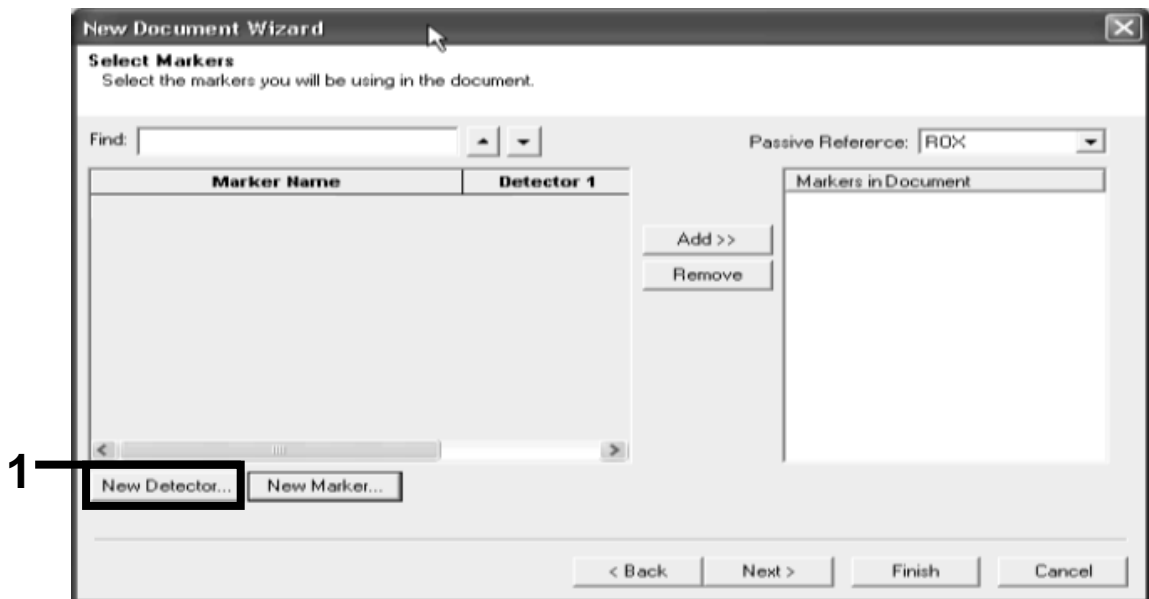 New Document Wizard
Select Markers
Select the markers you will be using in the document.
Find:
Passive Reference: ROX
Marker Name Detector 1
Markers in Document
Add >>
Remove
1
New Detector... New Marker...
< Back Next > Finish Cancel